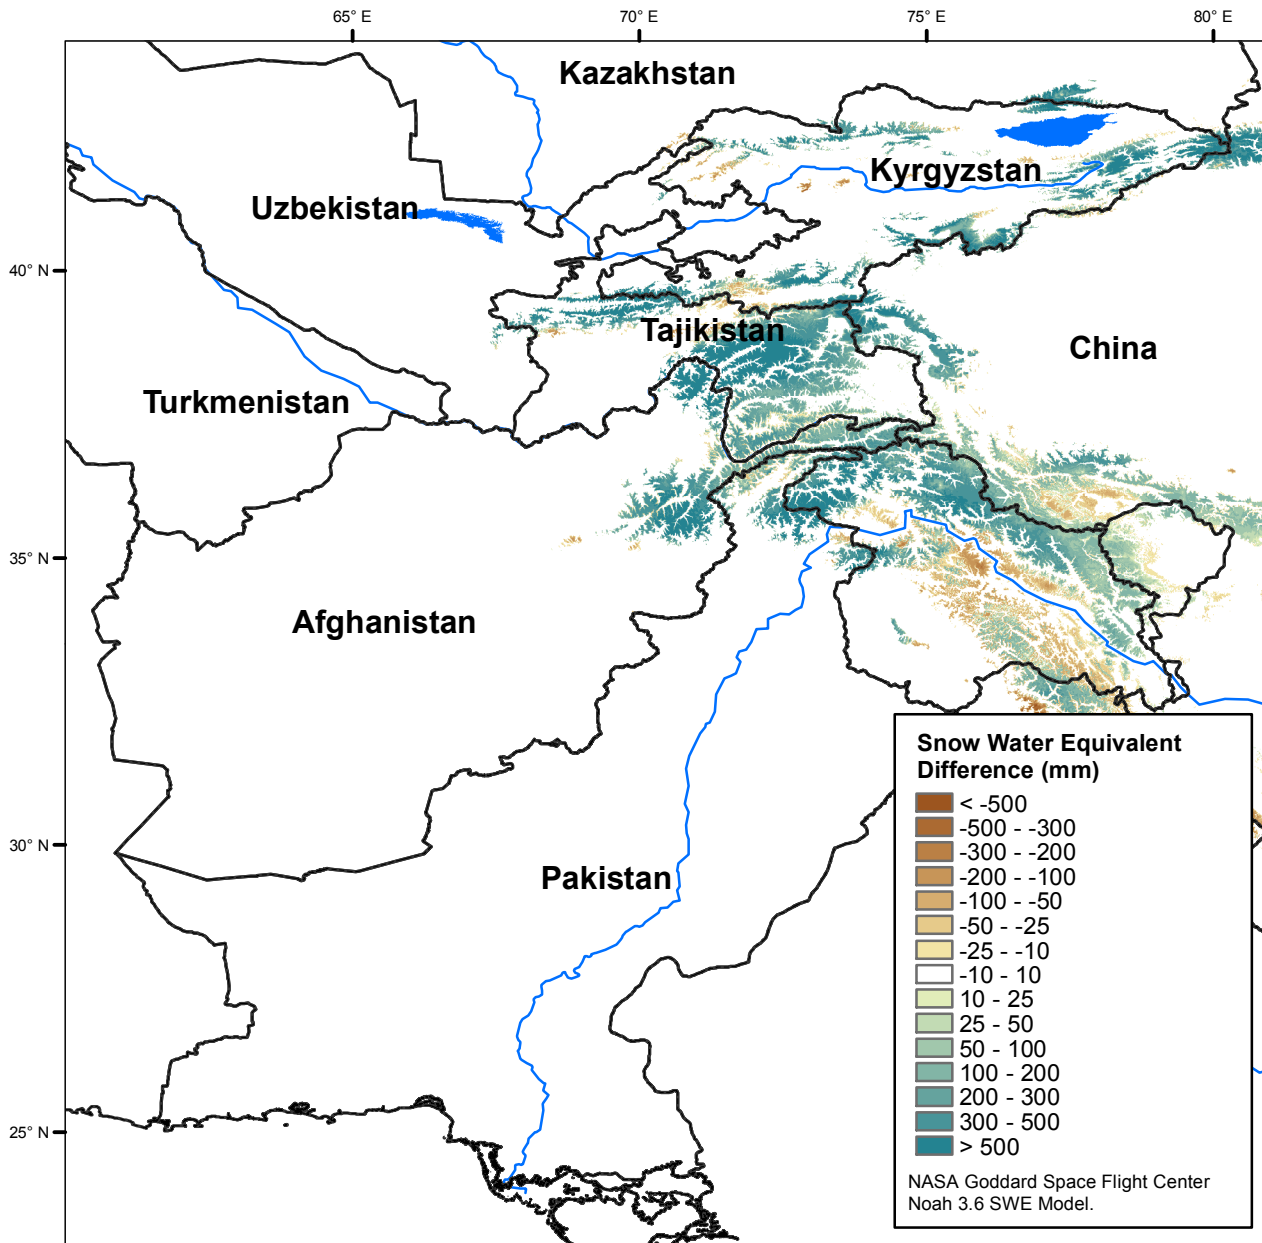 65° E
70° E
75° E
80° E
Kazakhstan
Kyrgyzstan
Uzbekistan
40° N
Tajikistan
China
Turkmenistan
35° N
Afghanistan
30° N
Pakistan
25° N
Snow Water Equivalent
Difference (mm)
< -500
-500 - -300
-300 - -200
-200 - -100
-100 - -50
-50 - -25
-25 - -10
-10 - 10
10 - 25
25 - 50
50 - 100
100 - 200
200 - 300
300 - 500
> 500
NASA Goddard Space Flight Center
Noah 3.6 SWE Model.